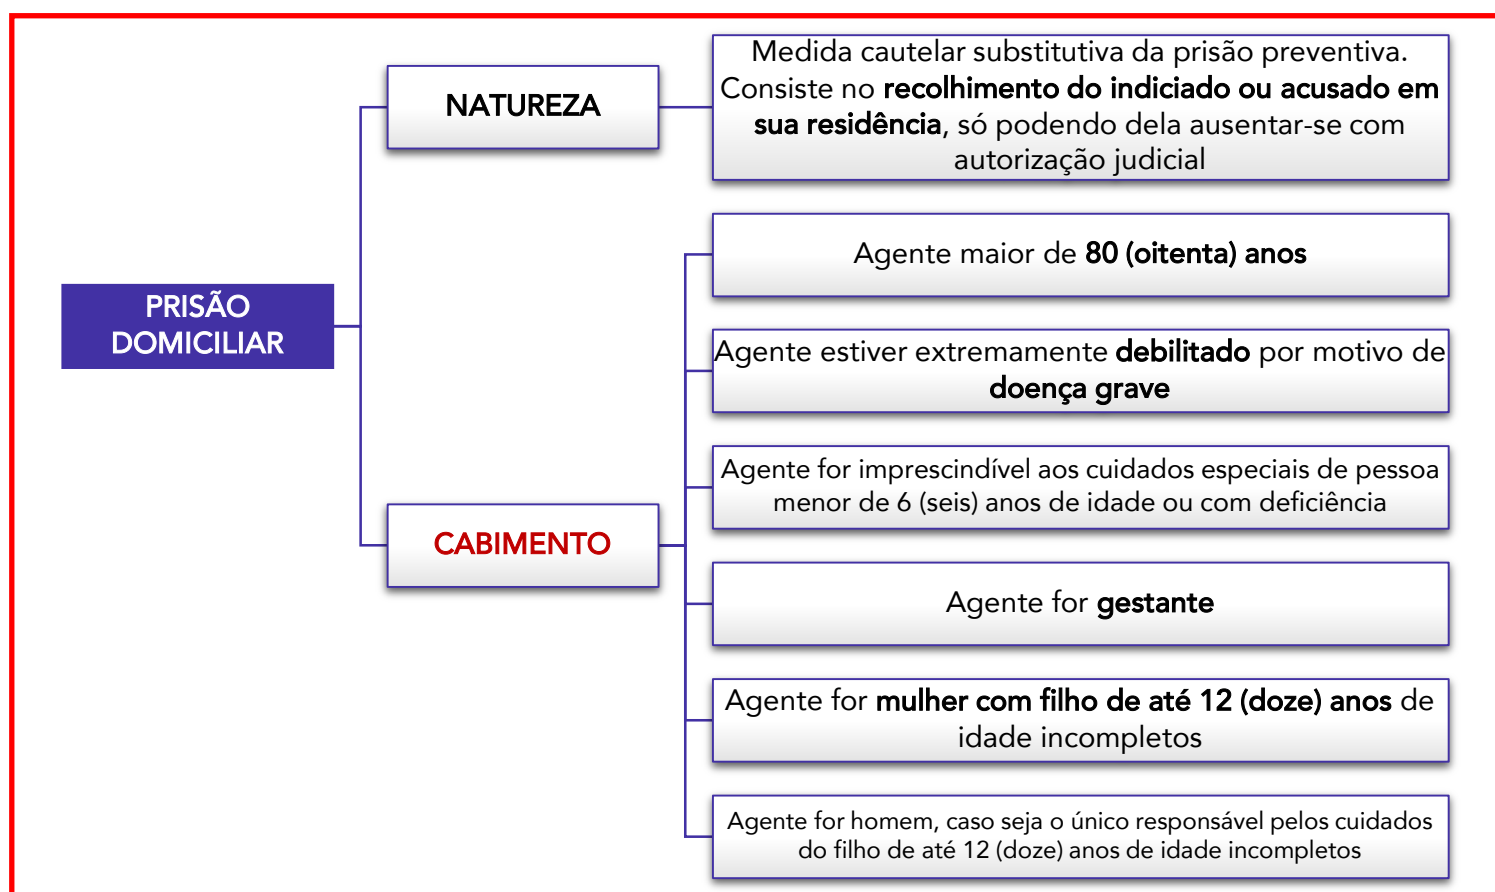 PRISÃO
DOMICILIAR
NATUREZA
Medida cautelar substitutiva da prisão preventiva.
Consiste no recolhimento do indiciado ou acusado em
sua residência, só podendo dela ausentar-se com
autorização judicial
CABIMENTO
Agente maior de 80 (oitenta) anos
Agente estiver extremamente debilitado por motivo de
doença grave
Agente for imprescindível aos cuidados especiais de pessoa
menor de 6 (seis) anos de idade ou com deficiência
Agente for gestante
Agente for mulher com filho de até 12 (doze) anos de
idade incompletos
Agente for homem, caso seja o único responsável pelos cuidados
do filho de até 12 (doze) anos de idade incompletos